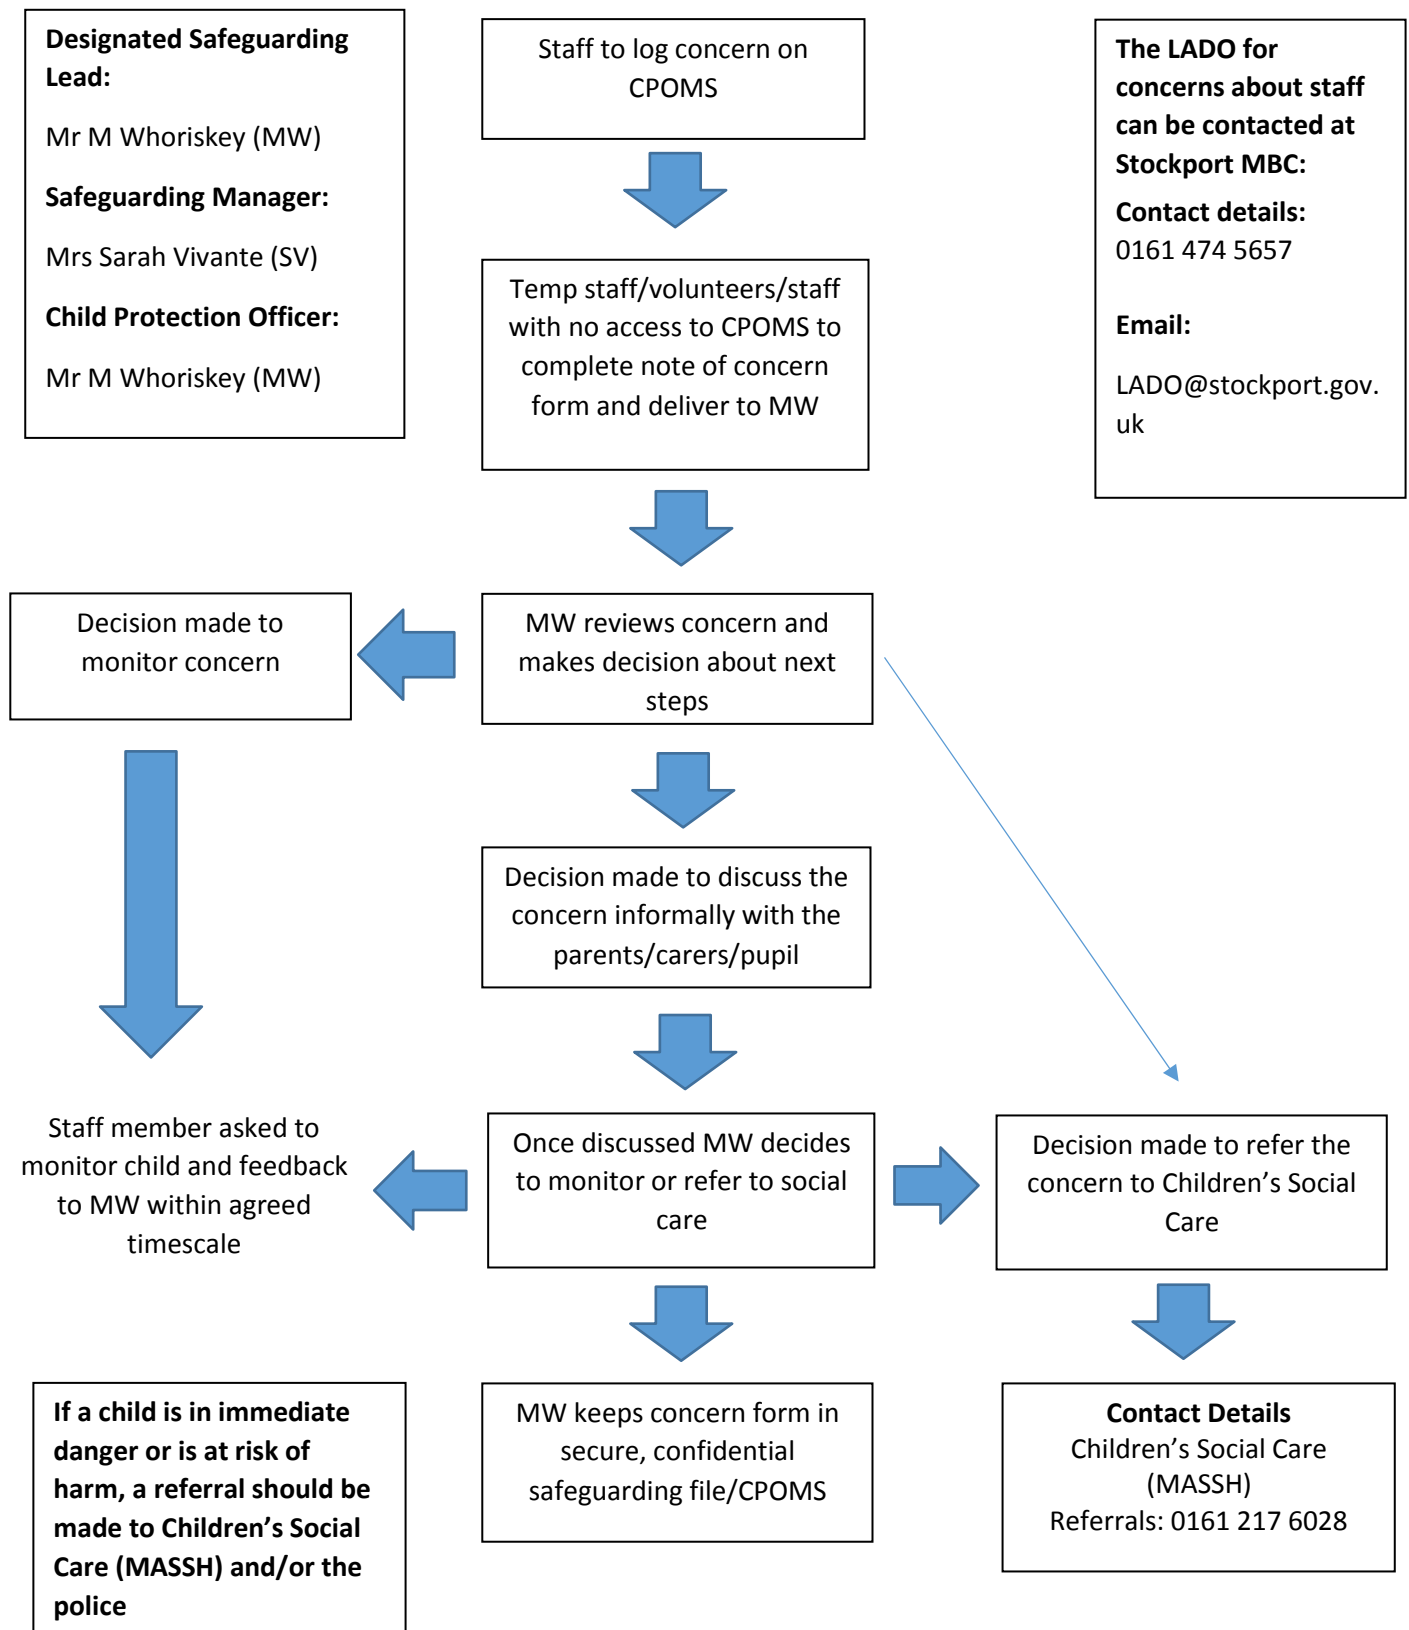 Designated Safeguarding
Lead:
Mr M Whoriskey (MW)
Safeguarding Manager:
Mrs Sarah Vivante (SV)
Child Protection Officer:
Mr M Whoriskey (MW)
Staff to log concern on
CPOMS
The LADO for
concerns about staff
can be contacted at
Stockport MBC:
Contact details:
0161 474 5657
Email:
LADO@stockport.gov.
uk
Temp staff/volunteers/staff
with no access to CPOMS to
complete note of concern
form and deliver to MW
Decision made to
monitor concern
MW reviews concern and
makes decision about next
steps
Decision made to discuss the
concern informally with the
parents/carers/pupil
Staff member asked to
monitor child and feedback
to MW within agreed
timescale
Once discussed MW decides
to monitor or refer to social
care
Decision made to refer the
concern to Children’s Social
Care
If a child is in immediate
danger or is at risk of
harm, a referral should be
made to Children’s Social
Care (MASSH) and/or the
police
MW keeps concern form in
secure, confidential
safeguarding file/CPOMS
Contact Details
Children’s Social Care
(MASSH)
Referrals: 0161 217 6028